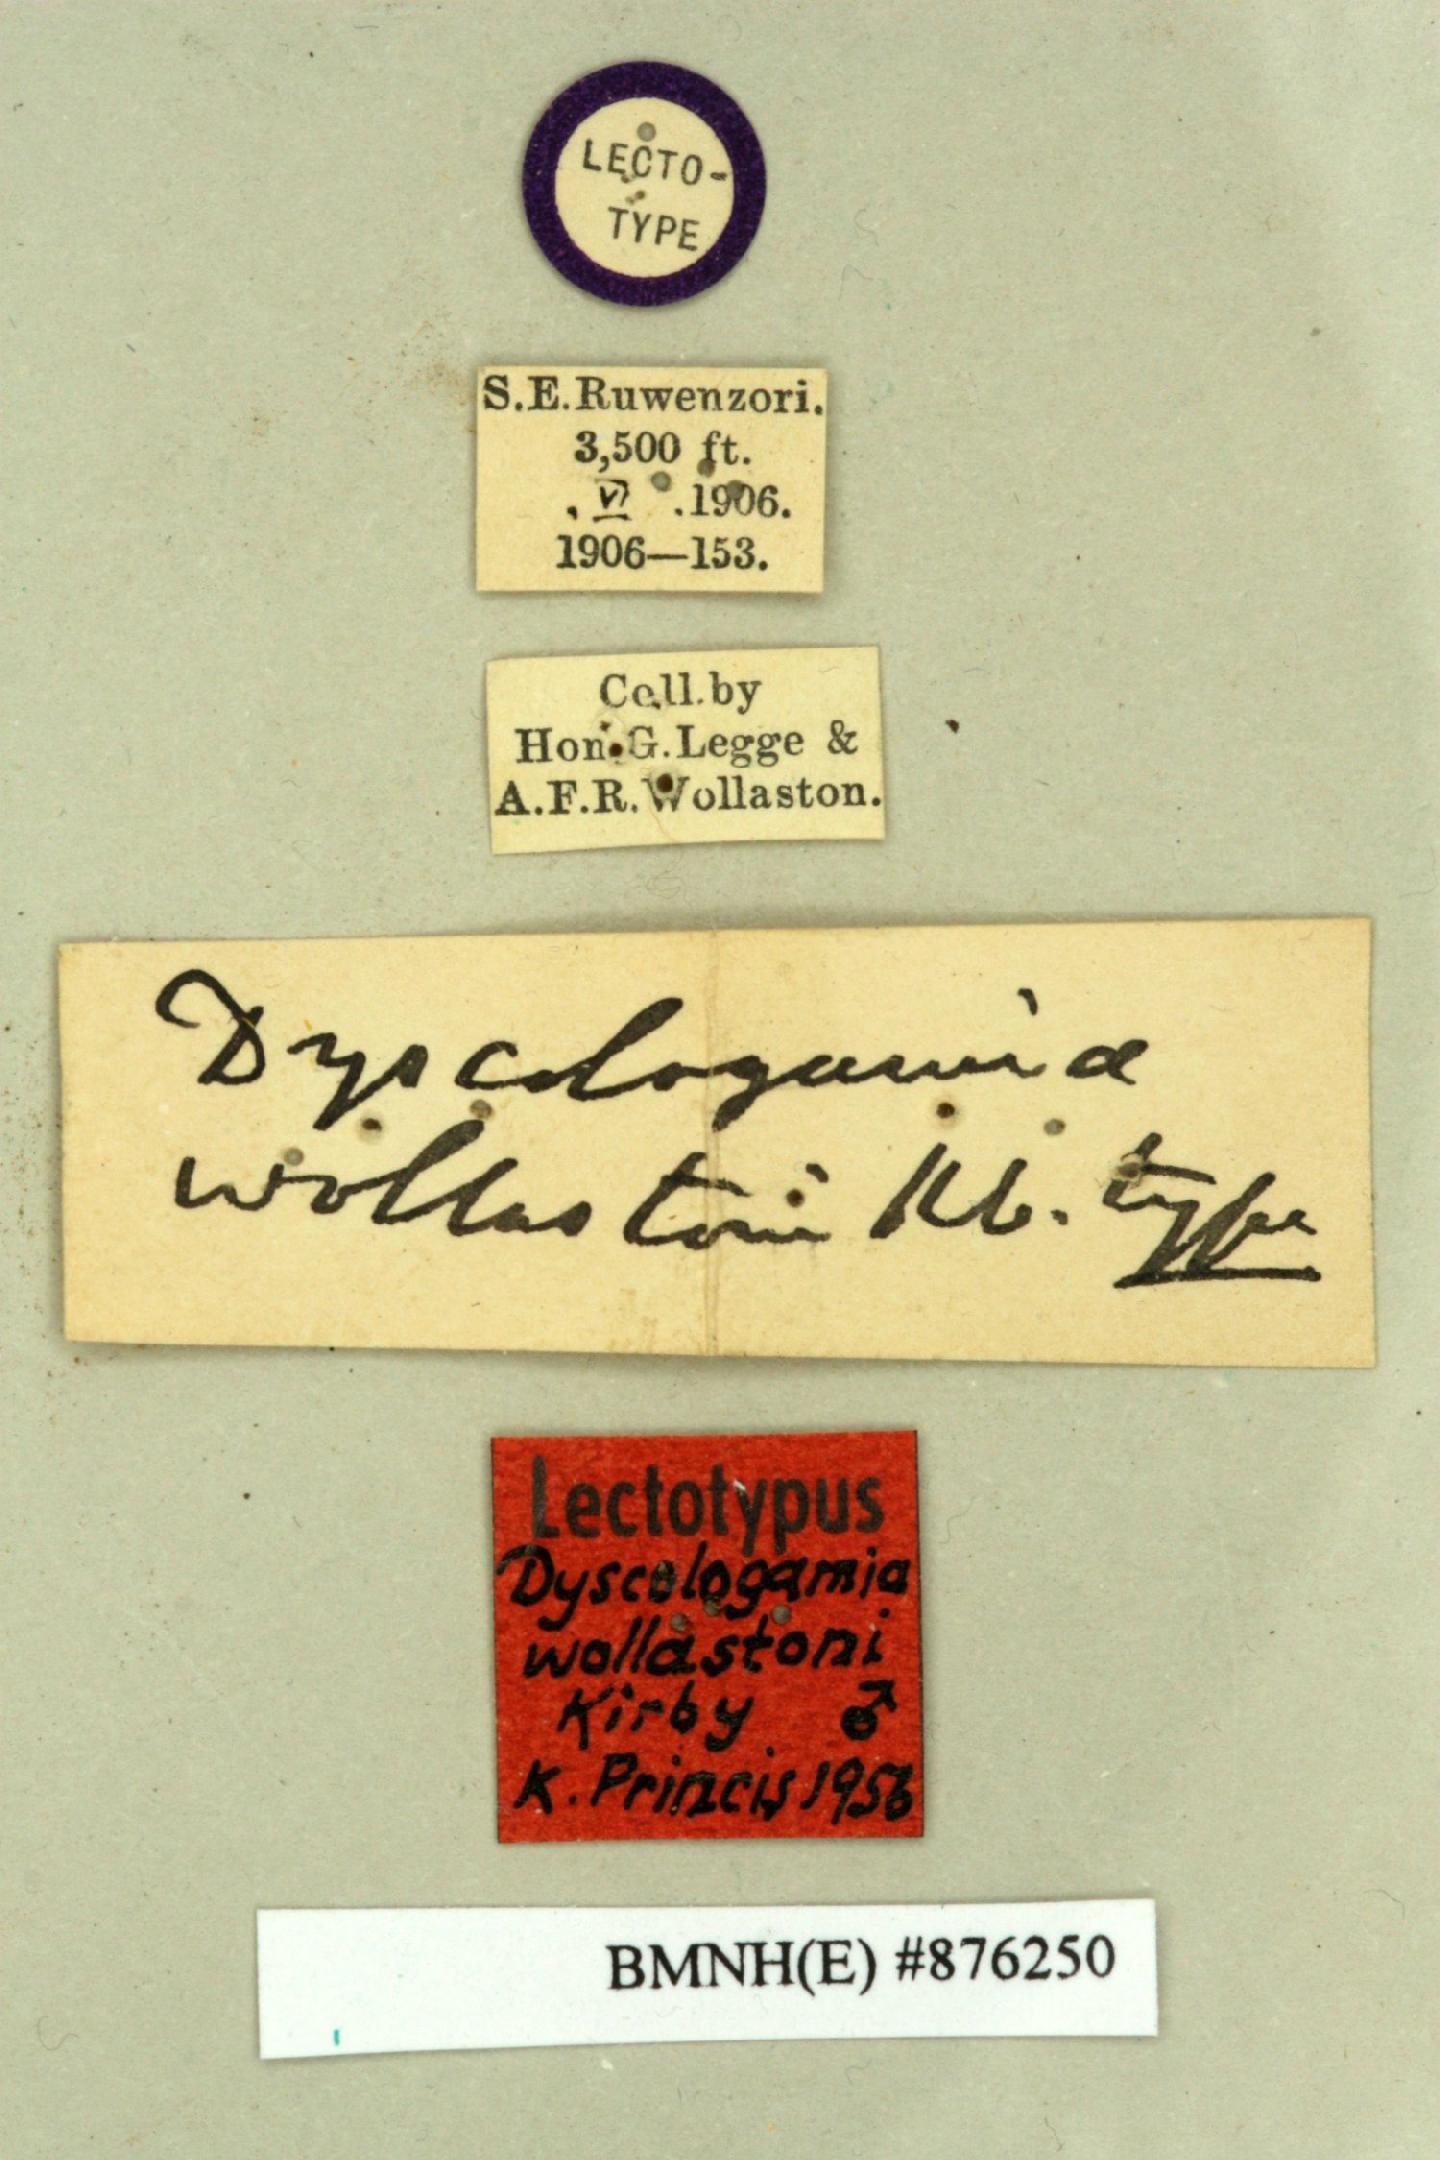 LECTO-
TYPE
S.E.Ruwenzori.
3,500 ft.
. VI .1906.
1906—153.
Coll.by
Hon.G.Legge &
A.F.R.Wollaston.
Dyscologamia
wollastoni Kb. type
Lectotypus
Dyscologamia
wollastoni
Kirby ♂
K. Princis 1956
BMNH(E) #876250